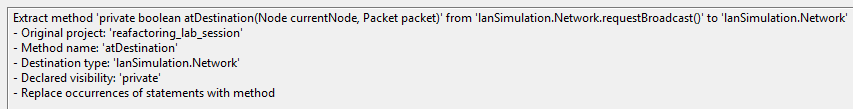 Extract method 'private boolean atDestination(Node currentNode, Packet packet)' from 'lanSimulation.Network.requestBroadcast()' to 'lanSimulation.Network'
- Original project: 'reafactoring_lab_session'
- Method name: 'atDestination'
- Destination type: 'lanSimulation.Network'
- Declared visibility: 'private'
- Replace occurrences of statements with method